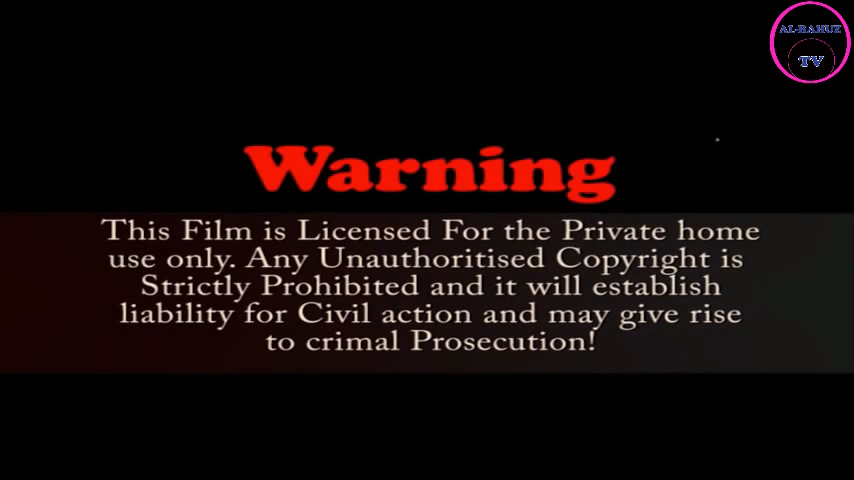 AL-RAHUZ
TV
Warning
This Film is Licensed For the Private home
use only. Any Unauthoritised Copyright is
Strictly Prohibited and it will establish
liability for Civil action and may give rise
to crimal Prosecution!